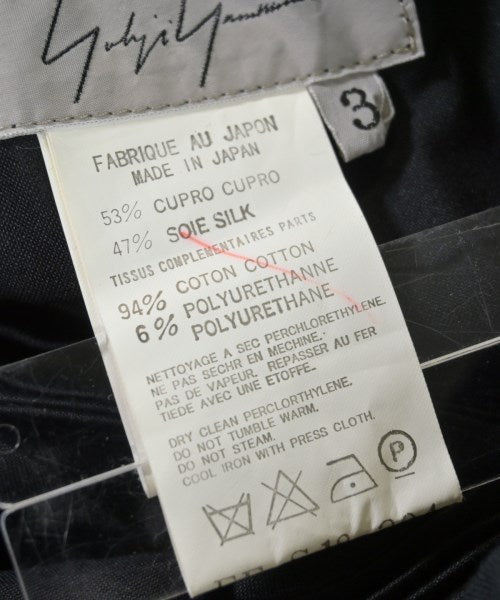 Yohji Yamamoto
3
FABRIQUE AU JAPON
MADE IN JAPAN
53% CUPRO CUPRO
47% SOIE SILK
TISSUS COMPLEMENTAIRES PARTS
94% COTON COTTON
6% POLYURETHANNE
POLYURETHANE
NETTOYAGE A SEC PERCHLORETHYLENE.
NE PAS SECHR EN MECHINE.
PAS DE VAPEUR. REPASSER AU FER
TIEDE AVEC UNE ETOFFE.
DRY CLEAN PERCLORTHYLENE.
DO NOT TUMBLE WARM.
DO NOT STEAM.
COOL IRON WITH PRESS CLOTH.
P